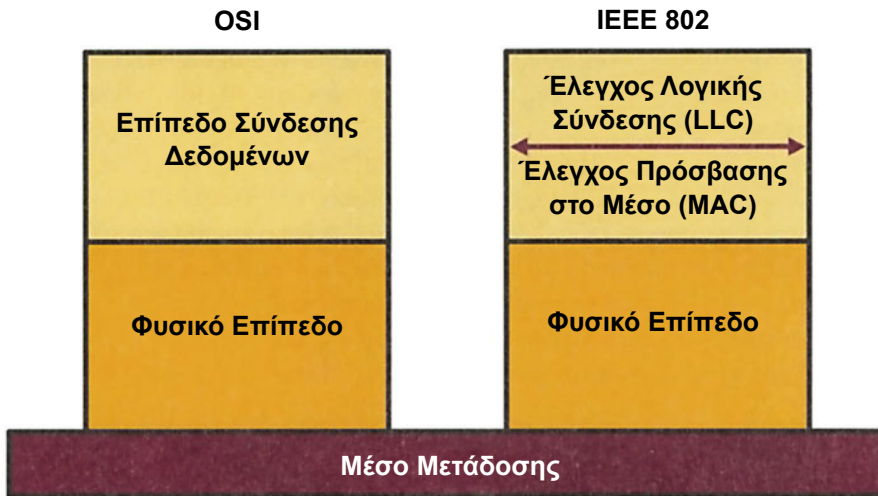 OSI
IEEE 802
Επίπεδο Σύνδεσης
Δεδομένων
Έλεγχος Λογικής
Σύνδεσης (LLC)
Έλεγχος Πρόσβασης
στο Μέσο (MAC)
Φυσικό Επίπεδο
Φυσικό Επίπεδο
Μέσο Μετάδοσης